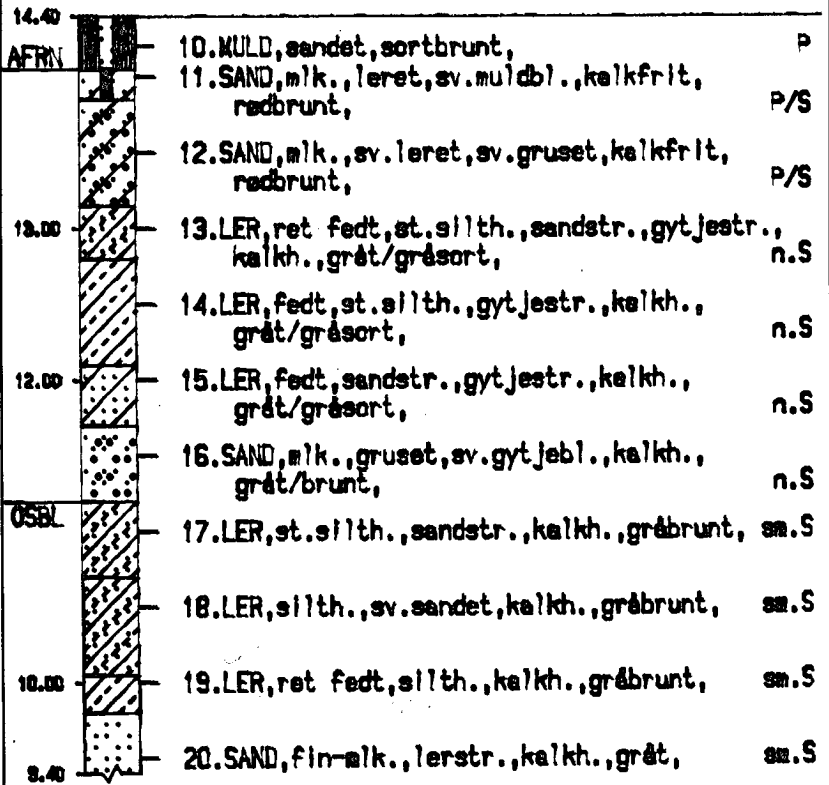 14.40
10.MULD,sandet,sortbrunt, P
AFRN
11.SAND,mlk.,leret,sv.muldbl.,kalkfrit,
rødbrunt, P/S
12.SAND,mlk.,sv.leret,sv.gruset,kalkfrit,
rødbrunt, P/S
13.00
13.LER,ret fedt,st.silth.,sandstr.,gytjestr.,
kalkh.,gråt/gråsort, n.S
14.LER,fedt,st.silth.,gytjestr.,kalkh.,
gråt/gråsort, n.S
12.00
15.LER,fedt,sandstr.,gytjestr.,kalkh.,
gråt/gråsort, n.S
16.SAND,mlk.,gruset,sv.gytjebl.,kalkh.,
gråt/brunt, n.S
OSBL
17.LER,st.silth.,sandstr.,kalkh.,gråbrunt, sm.S
18.LER,silth.,sv.sandet,kalkh.,gråbrunt, sm.S
10.00
19.LER,ret fedt,silth.,kalkh.,gråbrunt, sm.S
20.SAND,fin-mlk.,lerstr.,kalkh.,gråt, sm.S
9.40